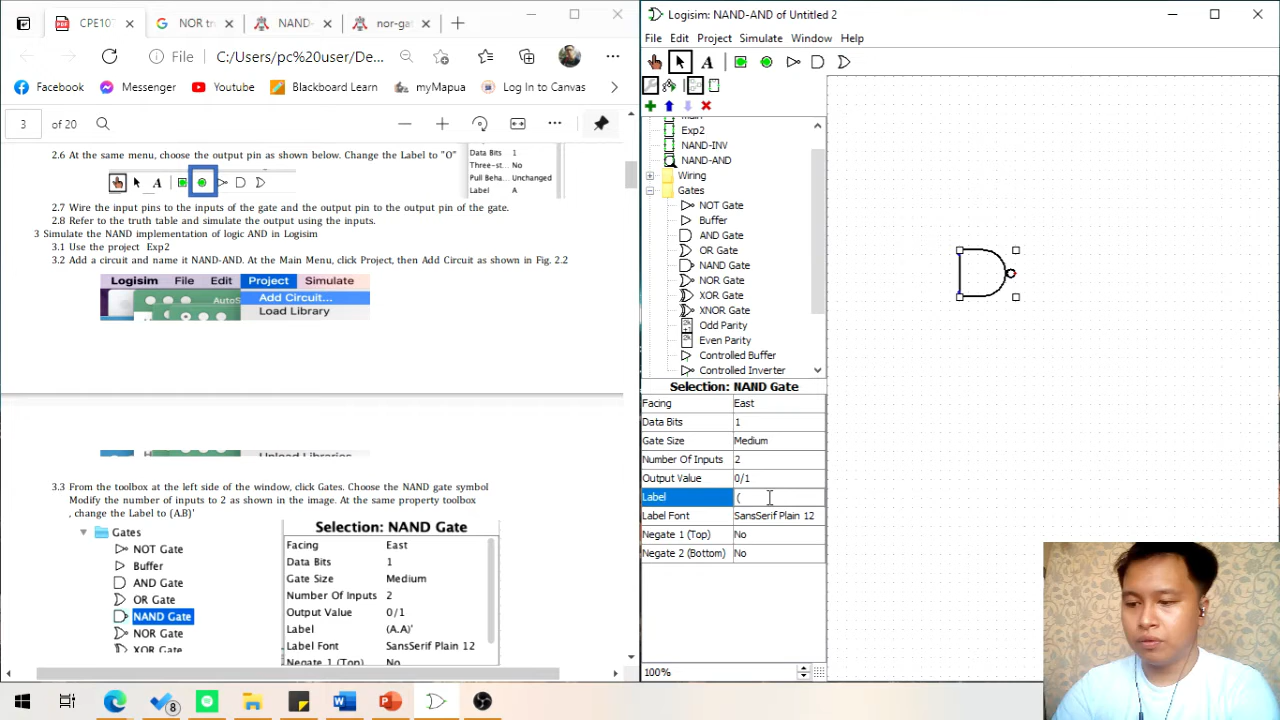 CPE10
NOR tr
NAND-
nor-ga
File
C:/Users/pc%20user/De...
Facebook
Messenger
Youtube
Blackboard Learn
myMapua
Log In to Canvas
3
of 20
2.6 At the same menu, choose the output pin as shown below. Change the Label to "O"
Data Bits 1
Three-st... No
Pull Beha... Unchanged
Label A
2.7 Wire the input pins to the inputs of the gate and the output pin to the output pin of the gate.
2.8 Refer to the truth table and simulate the output using the inputs.
3 Simulate the NAND implementation of logic AND in Logisim
3.1 Use the project Exp2
3.2 Add a circuit and name it NAND-AND. At the Main Menu, click Project, then Add Circuit as shown in Fig. 2.2
Logisim File Edit Project Simulate
Add Circuit...
Load Library
3.3 From the toolbox at the left side of the window, click Gates. Choose the NAND gate symbol
Modify the number of inputs to 2 as shown in the image. At the same property toolbox
, change the Label to (A.B)'
Gates
NOT Gate
Buffer
AND Gate
OR Gate
NAND Gate
NOR Gate
XOR Gate
Selection: NAND Gate
Facing East
Data Bits 1
Gate Size Medium
Number Of Inputs 2
Output Value 0/1
Label (A.A)'
Label Font SansSerif Plain 12
Negate 1 (Top) No
Logisim: NAND-AND of Untitled 2
File Edit Project Simulate Window Help
A
main
Exp2
NAND-INV
NAND-AND
Wiring
Gates
NOT Gate
Buffer
AND Gate
OR Gate
NAND Gate
NOR Gate
XOR Gate
XNOR Gate
Odd Parity
Even Parity
Controlled Buffer
Controlled Inverter
Selection: NAND Gate
Facing East
Data Bits 1
Gate Size Medium
Number Of Inputs 2
Output Value 0/1
Label (
Label Font SansSerif Plain 12
Negate 1 (Top) No
Negate 2 (Bottom) No
100%
8